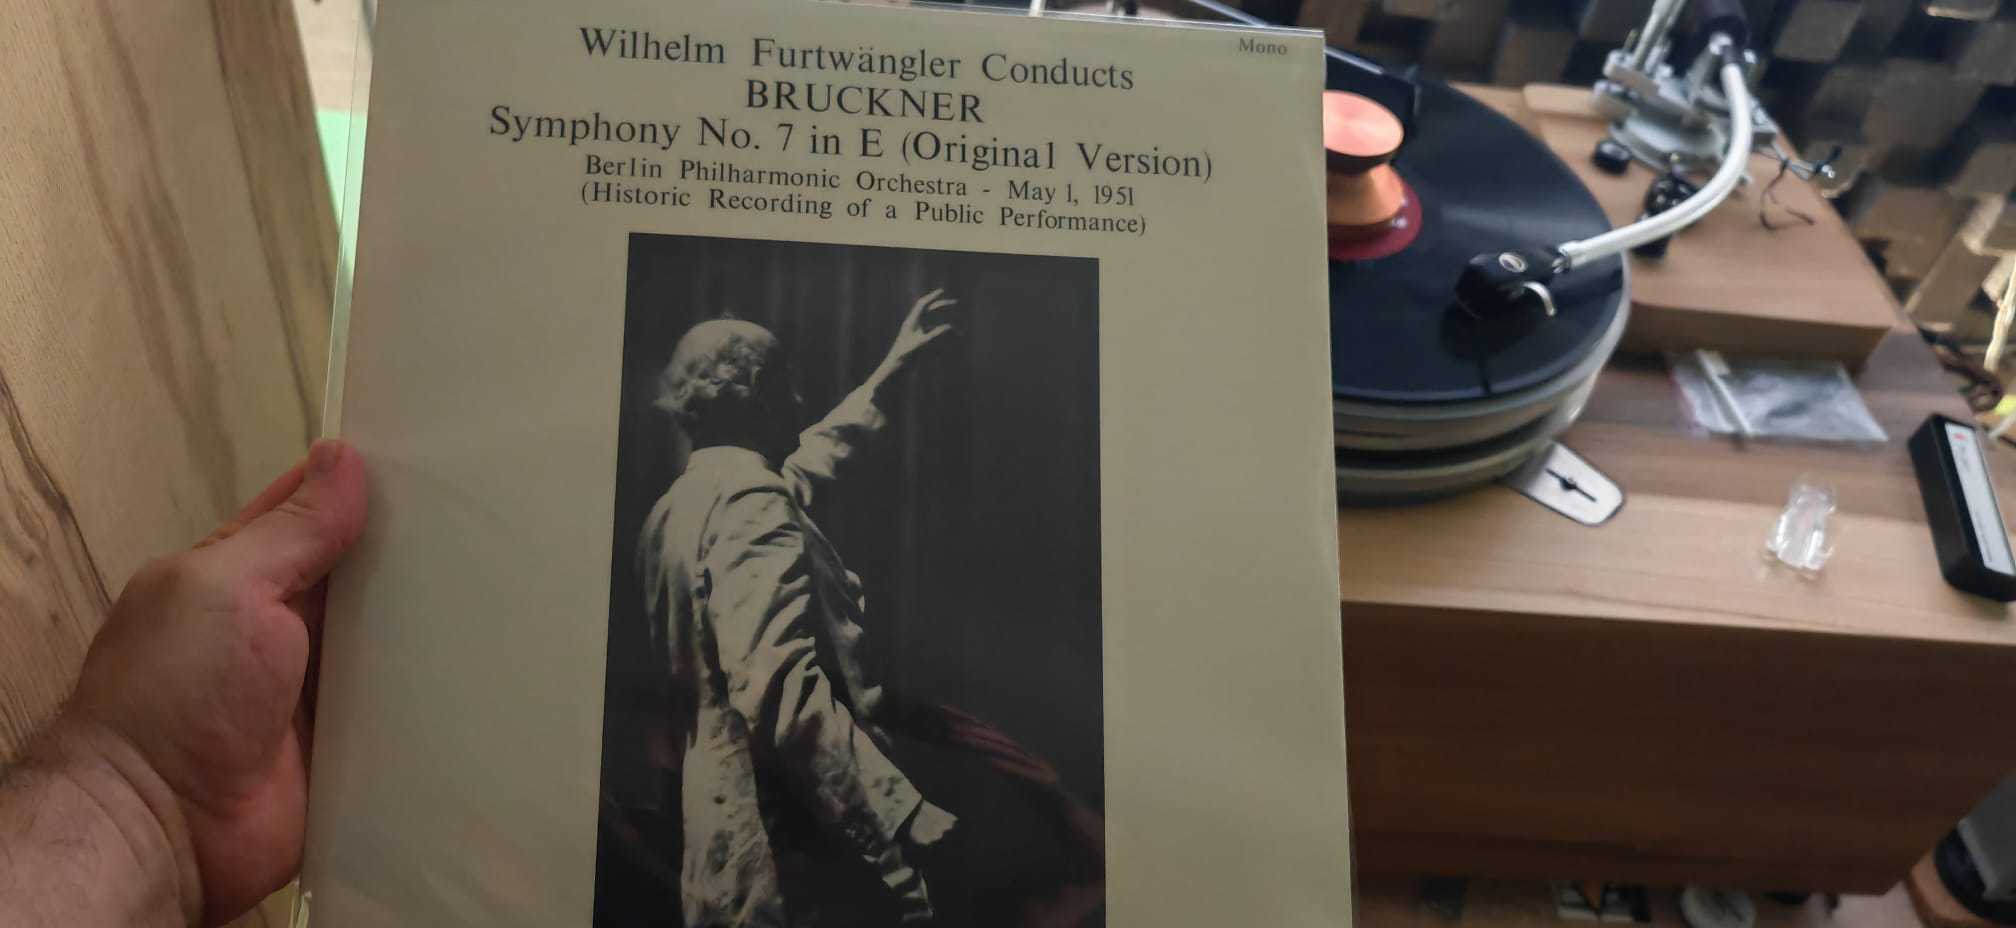 Mono
Wilhelm Furtwängler Conducts
BRUCKNER
Symphony No. 7 in E (Original Version)
Berlin Philharmonic Orchestra - May 1, 1951
(Historic Recording of a Public Performance)